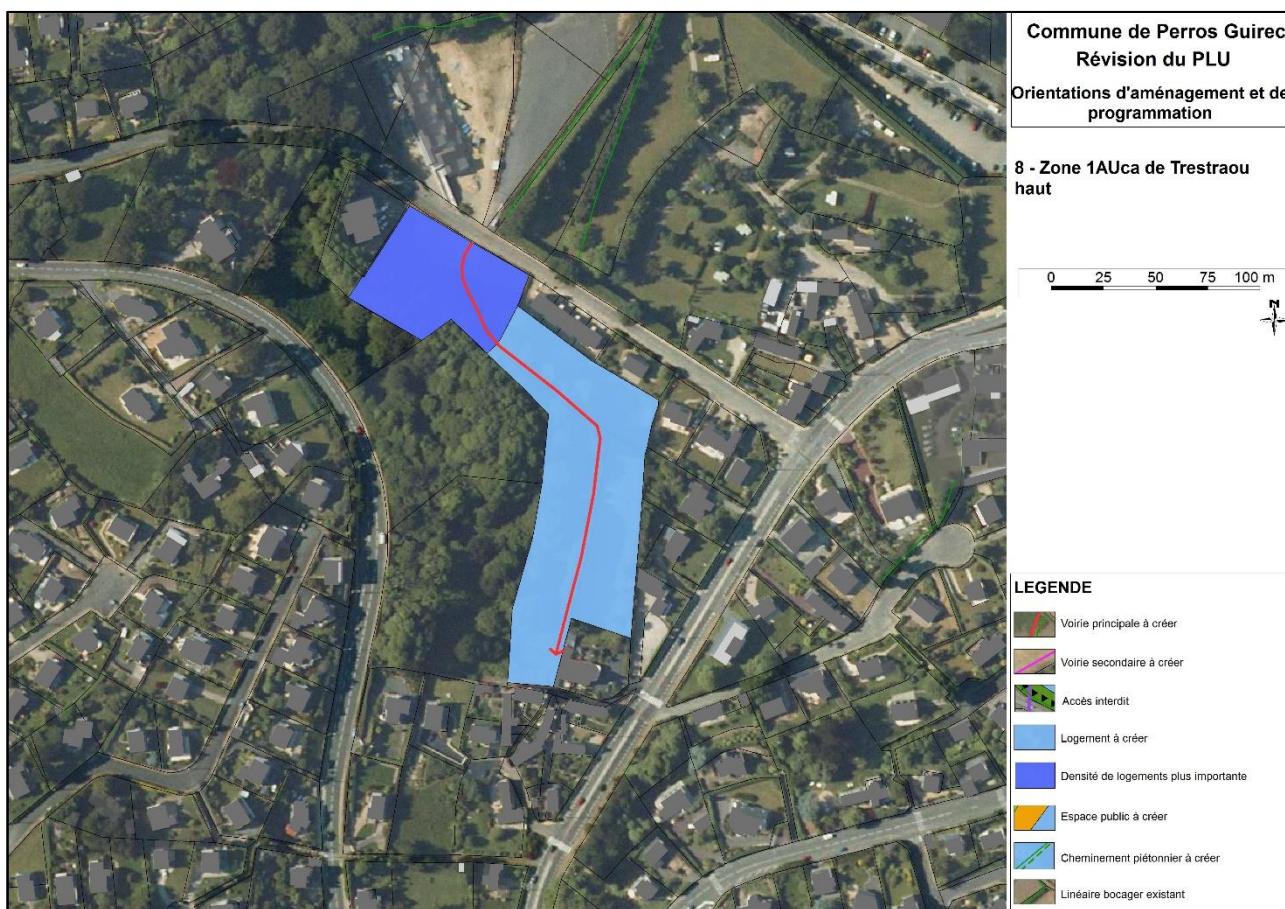 Commune de Perros Guirec
Révision du PLU
Orientations d'aménagement et de
programmation
8 - Zone 1AUca de Trestraou
haut
0 25 50 75 100 m
N
LEGENDE
Voirie principale à créer
Voirie secondaire à créer
Accès interdit
Logement à créer
Densité de logements plus importante
Espace public à créer
Cheminement piétonnier à créer
Linéaire bocager existant